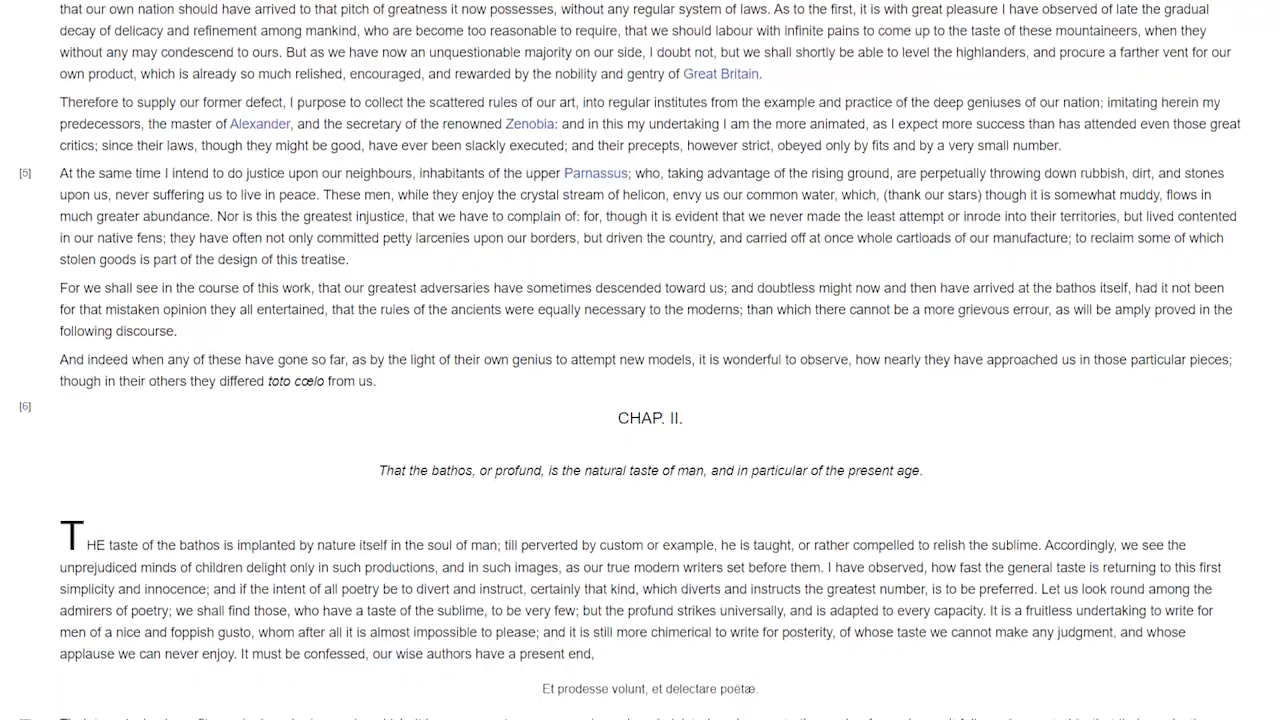 that our own nation should have arrived to that pitch of greatness it now possesses, without any regular system of laws. As to the first, it is with great pleasure I have observed of late the gradual
decay of delicacy and refinement among mankind, who are become too reasonable to require, that we should labour with infinite pains to come up to the taste of these mountaineers, when they
without any may condescend to ours. But as we have now an unquestionable majority on our side, I doubt not, but we shall shortly be able to level the highlanders, and procure a farther vent for our
own product, which is already so much relished, encouraged, and rewarded by the nobility and gentry of Great Britain.
Therefore to supply our former defect, I purpose to collect the scattered rules of our art, into regular institutes from the example and practice of the deep geniuses of our nation; imitating herein my
predecessors, the master of Alexander, and the secretary of the renowned Zenobia: and in this my undertaking I am the more animated, as I expect more success than has attended even those great
critics; since their laws, though they might be good, have ever been slackly executed; and their precepts, however strict, obeyed only by fits and by a very small number.
[5] At the same time I intend to do justice upon our neighbours, inhabitants of the upper Parnassus; who, taking advantage of the rising ground, are perpetually throwing down rubbish, dirt, and stones
upon us, never suffering us to live in peace. These men, while they enjoy the crystal stream of helicon, envy us our common water, which, (thank our stars) though it is somewhat muddy, flows in
much greater abundance. Nor is this the greatest injustice, that we have to complain of: for, though it is evident that we never made the least attempt or inrode into their territories, but lived contented
in our native fens; they have often not only committed petty larcenies upon our borders, but driven the country, and carried off at once whole cartloads of our manufacture; to reclaim some of which
stolen goods is part of the design of this treatise.
For we shall see in the course of this work, that our greatest adversaries have sometimes descended toward us; and doubtless might now and then have arrived at the bathos itself, had it not been
for that mistaken opinion they all entertained, that the rules of the ancients were equally necessary to the moderns; than which there cannot be a more grievous errour, as will be amply proved in the
following discourse.
And indeed when any of these have gone so far, as by the light of their own genius to attempt new models, it is wonderful to observe, how nearly they have approached us in those particular pieces;
though in their others they differed toto cœlo from us.
[6]
CHAP. II.
That the bathos, or profund, is the natural taste of man, and in particular of the present age.
THE taste of the bathos is implanted by nature itself in the soul of man; till perverted by custom or example, he is taught, or rather compelled to relish the sublime. Accordingly, we see the
unprejudiced minds of children delight only in such productions, and in such images, as our true modern writers set before them. I have observed, how fast the general taste is returning to this first
simplicity and innocence; and if the intent of all poetry be to divert and instruct, certainly that kind, which diverts and instructs the greatest number, is to be preferred. Let us look round among the
admirers of poetry; we shall find those, who have a taste of the sublime, to be very few; but the profund strikes universally, and is adapted to every capacity. It is a fruitless undertaking to write for
men of a nice and foppish gusto, whom after all it is almost impossible to please; and it is still more chimerical to write for posterity, of whose taste we cannot make any judgment, and whose
applause we can never enjoy. It must be confessed, our wise authors have a present end,
Et prodesse volunt, et delectare poëtæ.